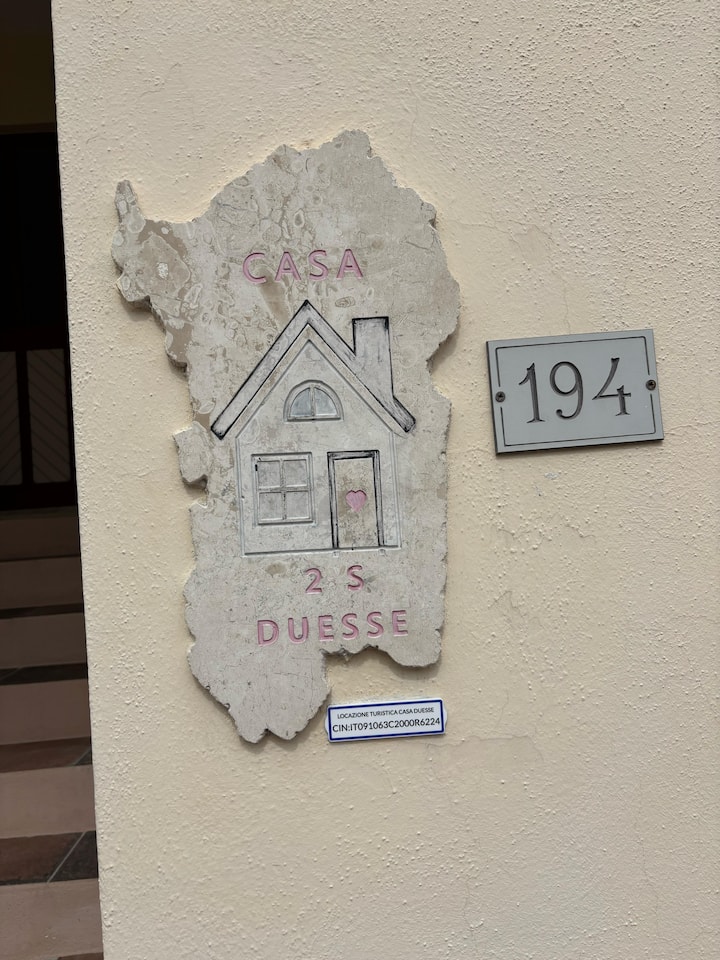 CASA
2 S
DUESSE
194
LOCAZIONE TURISTICA CASA DUESSE
CIN:IT091063C2000R6224